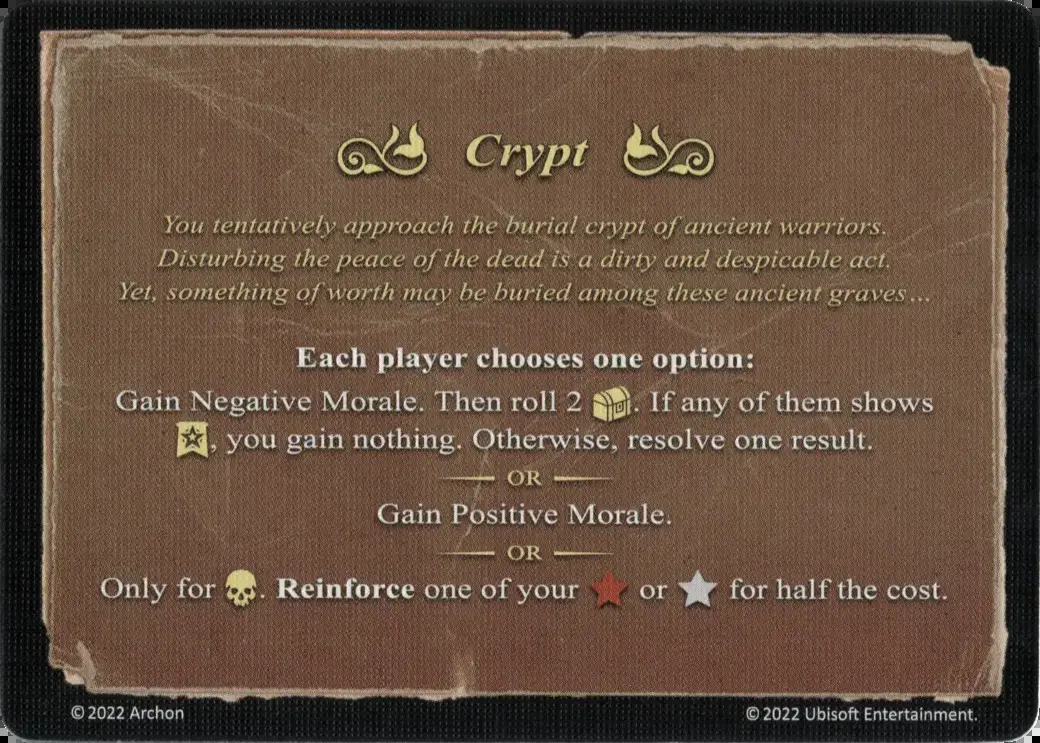 Crypt
You tentatively approach the burial crypt of ancient warriors.
Disturbing the peace of the dead is a dirty and despicable act.
Yet, something of worth may be buried among these ancient graves...
Each player chooses one option:
Gain Negative Morale. Then roll 2 . If any of them shows
, you gain nothing. Otherwise, resolve one result.
OR
Gain Positive Morale.
OR
Only for . Reinforce one of your or for half the cost.
© 2022 Archon
© 2022 Ubisoft Entertainment.